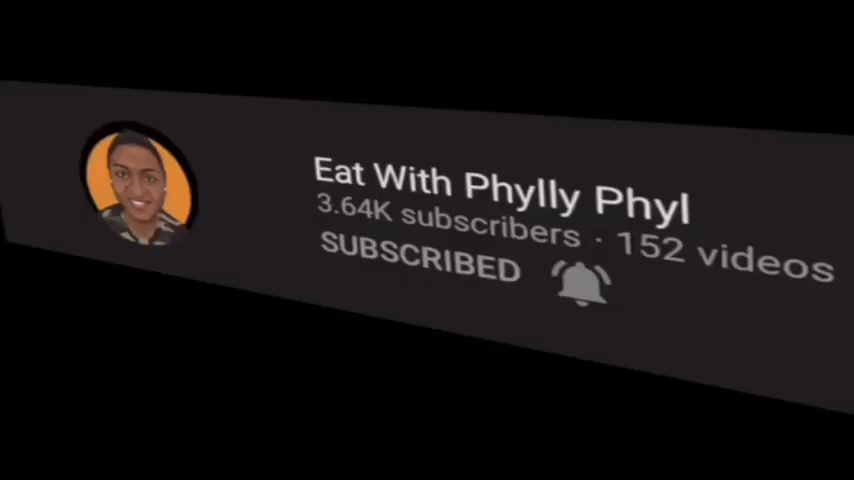 Eat With Phylly Phyl
3.64K subscribers · 152 videos
SUBSCRIBED